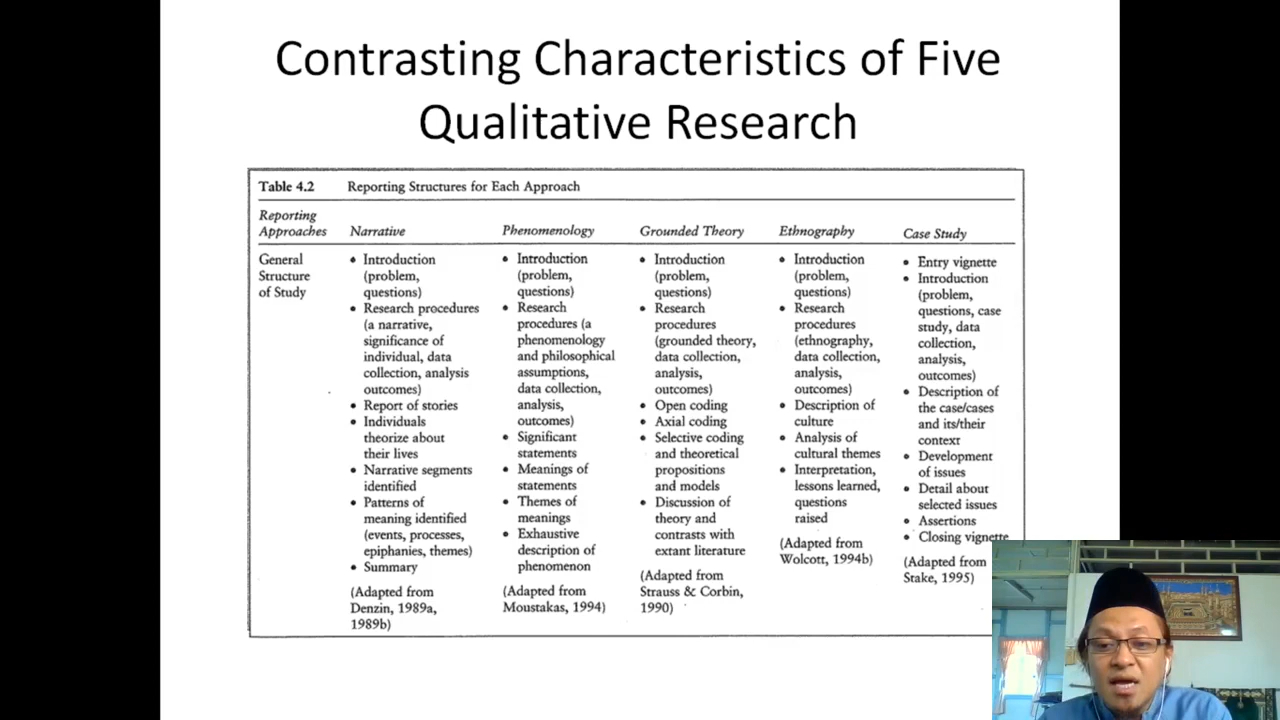 Contrasting Characteristics of Five
Qualitative Research
Table 4.2 Reporting Structures for Each Approach
Reporting
Approaches
Narrative
Phenomenology
Grounded Theory
Ethnography
Case Study
General
Structure
of Study
• Introduction
(problem,
questions)
• Research procedures
(a narrative,
significance of
individual, data
collection, analysis
outcomes)
• Report of stories
• Individuals
theorize about
their lives
• Narrative segments
identified
• Patterns of
meaning identified
(events, processes,
epiphanies, themes)
• Summary
(Adapted from
Denzin, 1989a,
1989b)
• Introduction
(problem,
questions)
• Research
procedures (a
phenomenology
and philosophical
assumptions,
data collection,
analysis,
outcomes)
• Significant
statements
• Meanings of
statements
• Themes of
meanings
• Exhaustive
description of
phenomenon
(Adapted from
Moustakas, 1994)
• Introduction
(problem,
questions)
• Research
procedures
(grounded theory,
data collection,
analysis,
outcomes)
• Open coding
• Axial coding
• Selective coding
and theoretical
propositions
and models
• Discussion of
theory and
contrasts with
extant literature
(Adapted from
Strauss & Corbin,
1990)
• Introduction
(problem,
questions)
• Research
procedures
(ethnography,
data collection,
analysis,
outcomes)
• Description of
culture
• Analysis of
cultural themes
• Interpretation,
lessons learned,
questions
raised
(Adapted from
Wolcott, 1994b)
• Entry vignette
• Introduction
(problem,
questions, case
study, data
collection,
analysis,
outcomes)
• Description of
the case/cases
and its/their
context
• Development
of issues
• Detail about
selected issues
• Assertions
• Closing vignette
(Adapted from
Stake, 1995)